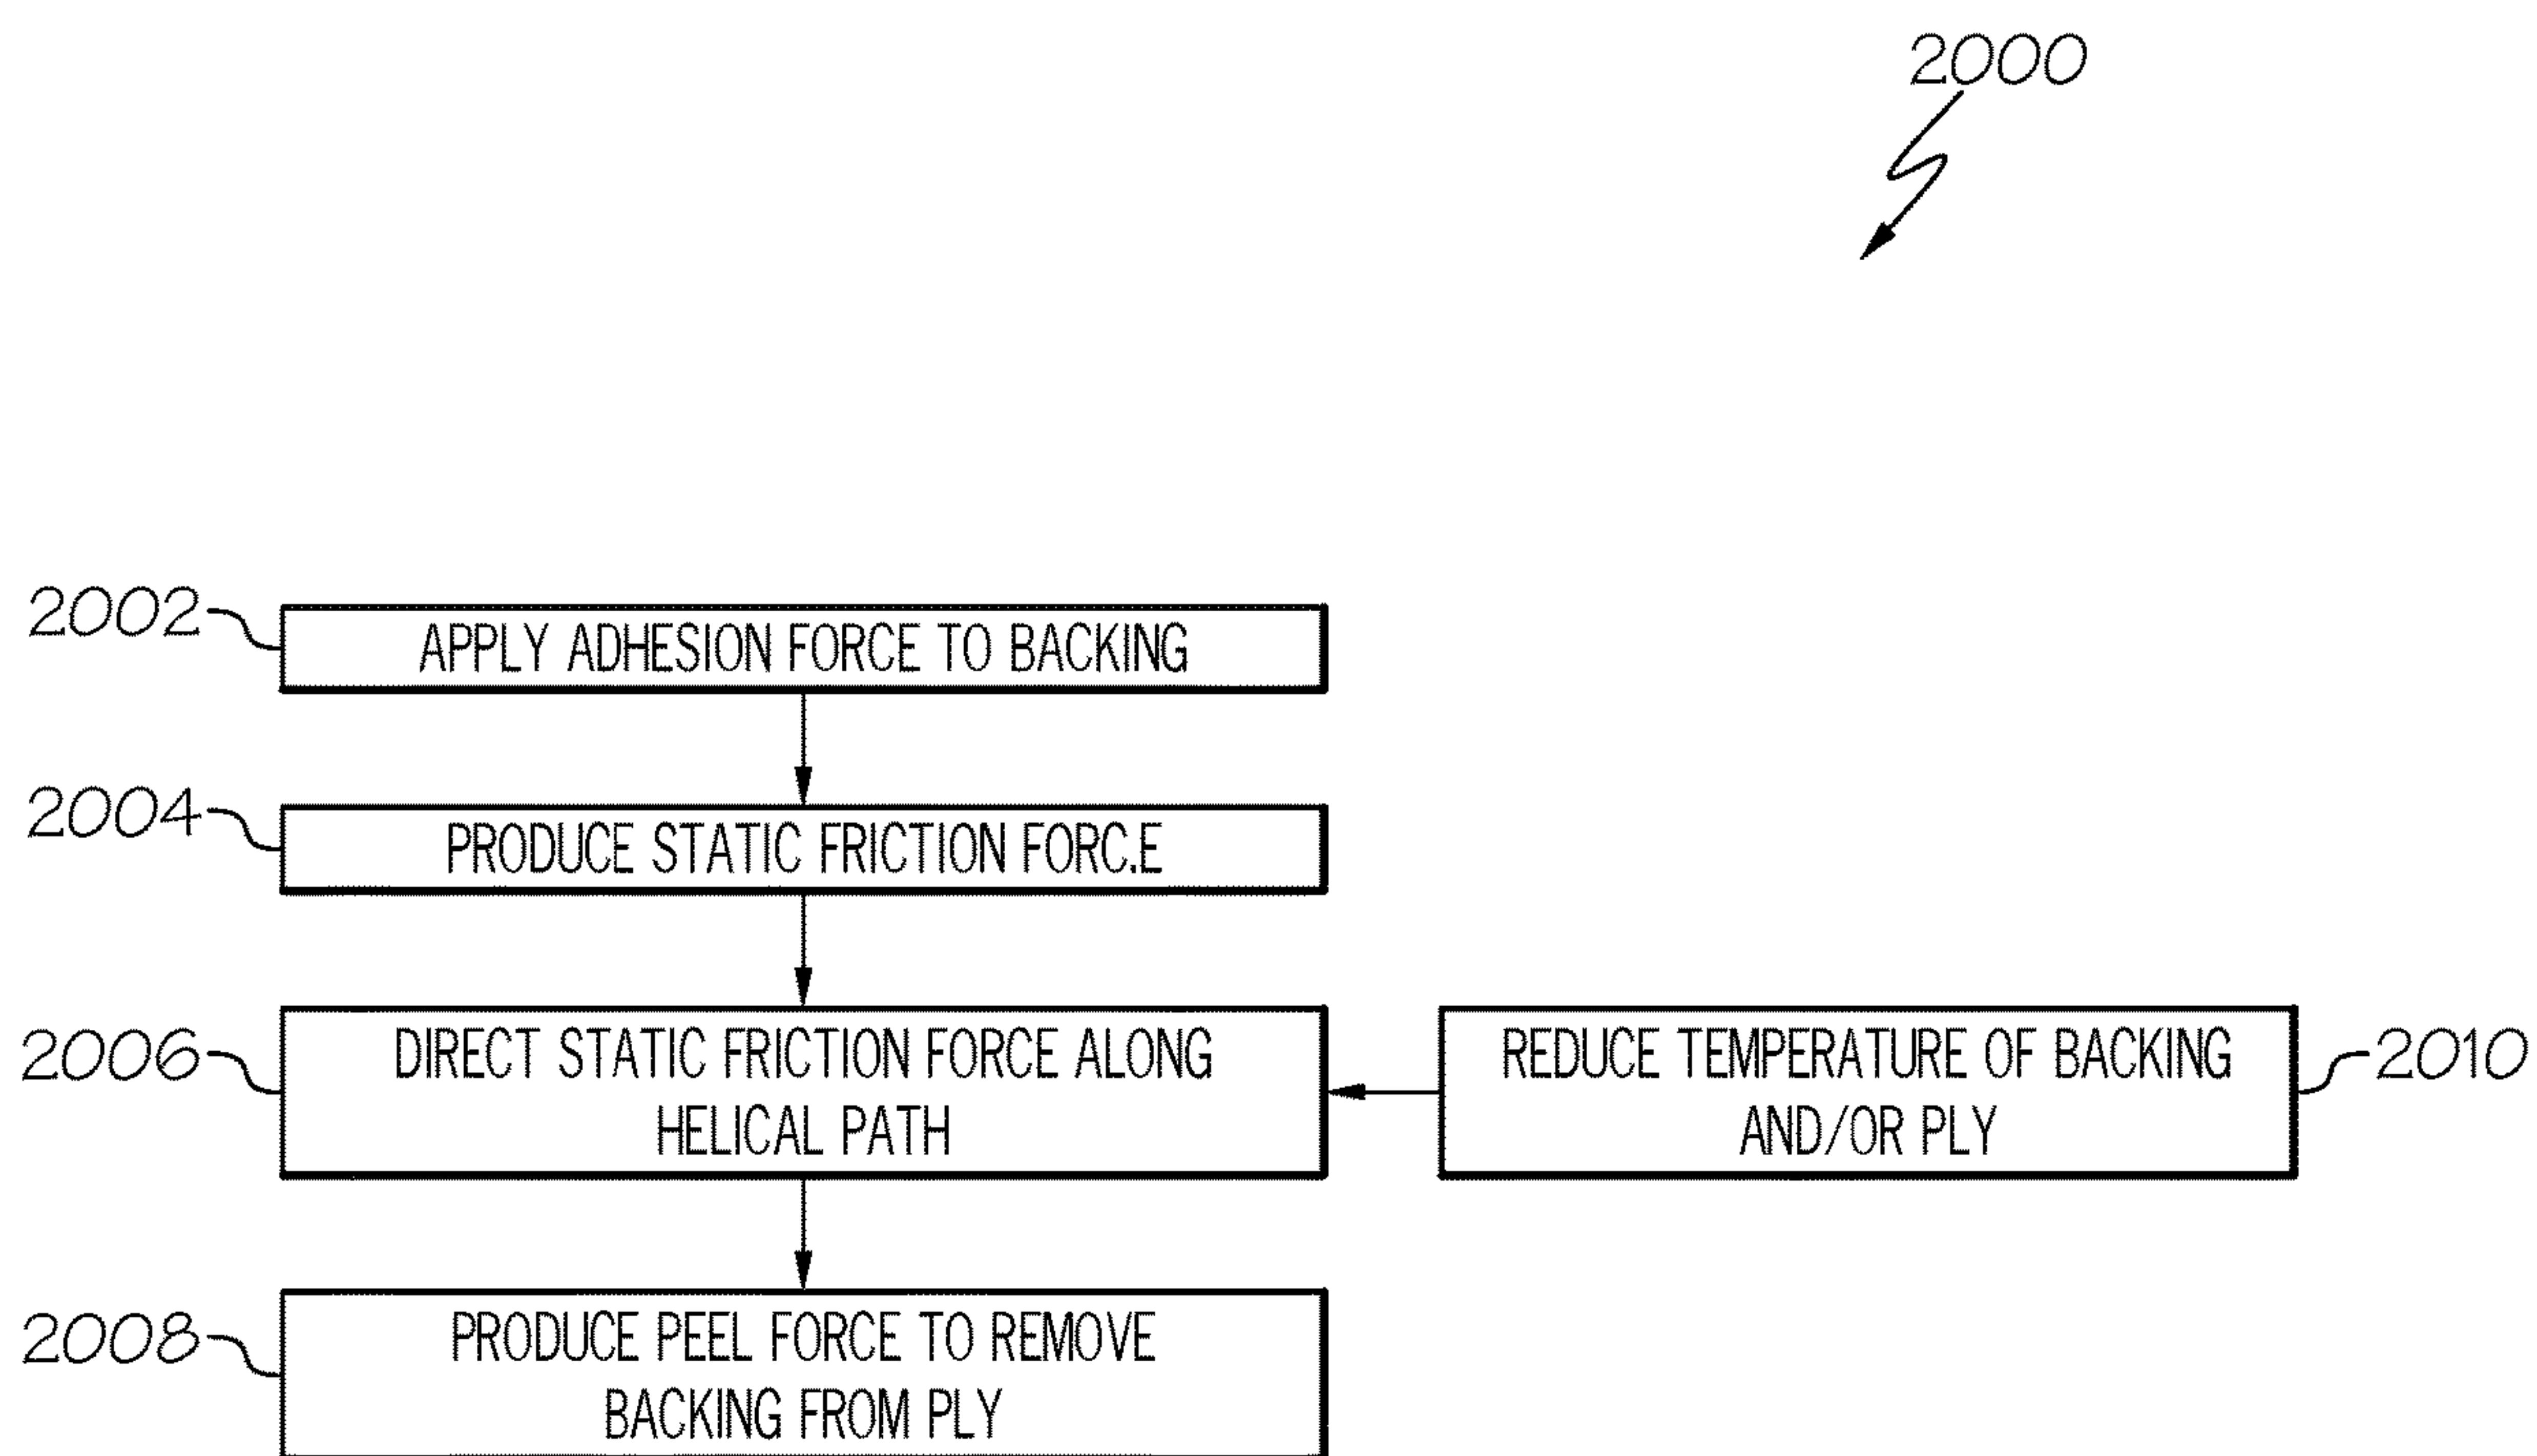 2000
2002
APPLY ADHESION FORCE TO BACKING
2004
PRODUCE STATIC FRICTION FORC.E
2006
DIRECT STATIC FRICTION FORCE ALONG
HELICAL PATH
REDUCE TEMPERATURE OF BACKING
AND/OR PLY
2010
2008
PRODUCE PEEL FORCE TO REMOVE
BACKING FROM PLY